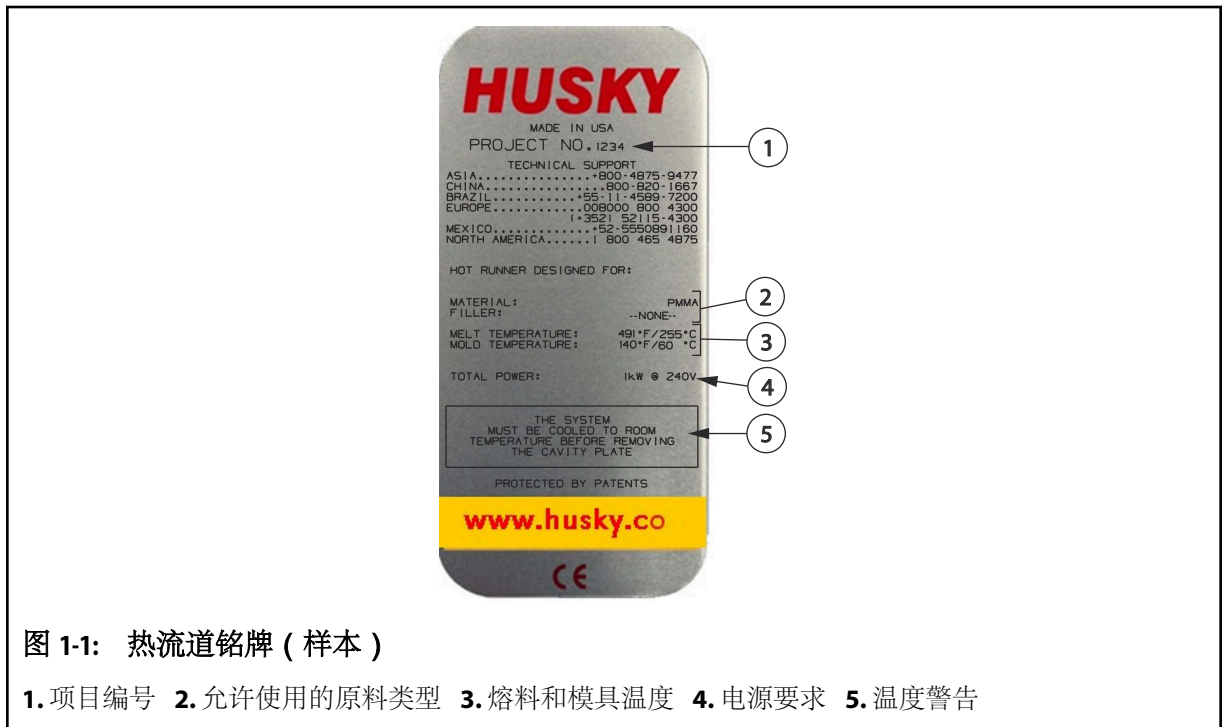 HUSKY
MADE IN USA
PROJECT NO.1234
1
TECHNICAL SUPPORT
ASIA...............+800-4875-9477
CHINA...............800-820-1667
BRAZIL...........+55-11-4589-7200
EUROPE............008000 800 4300
(+352) 52115-4300
MEXICO.............+52-5550891160
NORTH AMERICA......1 800 465 4875
HOT RUNNER DESIGNED FOR:
MATERIAL: PMMA
FILLER: --NONE--
2
MELT TEMPERATURE: 491°F/255°C
MOLD TEMPERATURE: 140°F/60 °C
3
TOTAL POWER: 1kW @ 240V
4
THE SYSTEM
MUST BE COOLED TO ROOM
TEMPERATURE BEFORE REMOVING
THE CAVITY PLATE
5
PROTECTED BY PATENTS
www.husky.co
CE
图 1-1: 热流道铭牌(样本)
1. 项目编号 2. 允许使用的原料类型 3. 熔料和模具温度 4. 电源要求 5. 温度警告